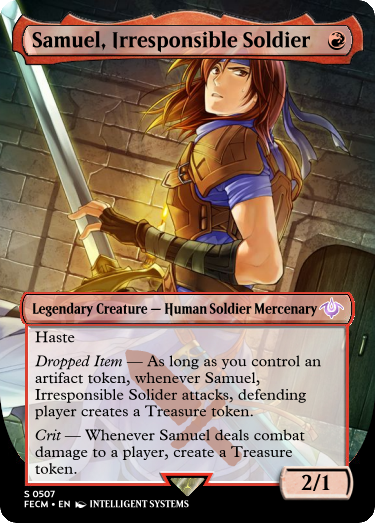 Samuel, Irresponsible Soldier
Legendary Creature — Human Soldier Mercenary
Haste
Dropped Item — As long as you control an
artifact token, whenever Samuel,
Irresponsible Solider attacks, defending
player creates a Treasure token.
Crit — Whenever Samuel deals combat
damage to a player, create a Treasure
token.
2/1
S 0507
FECM • EN INTELLIGENT SYSTEMS